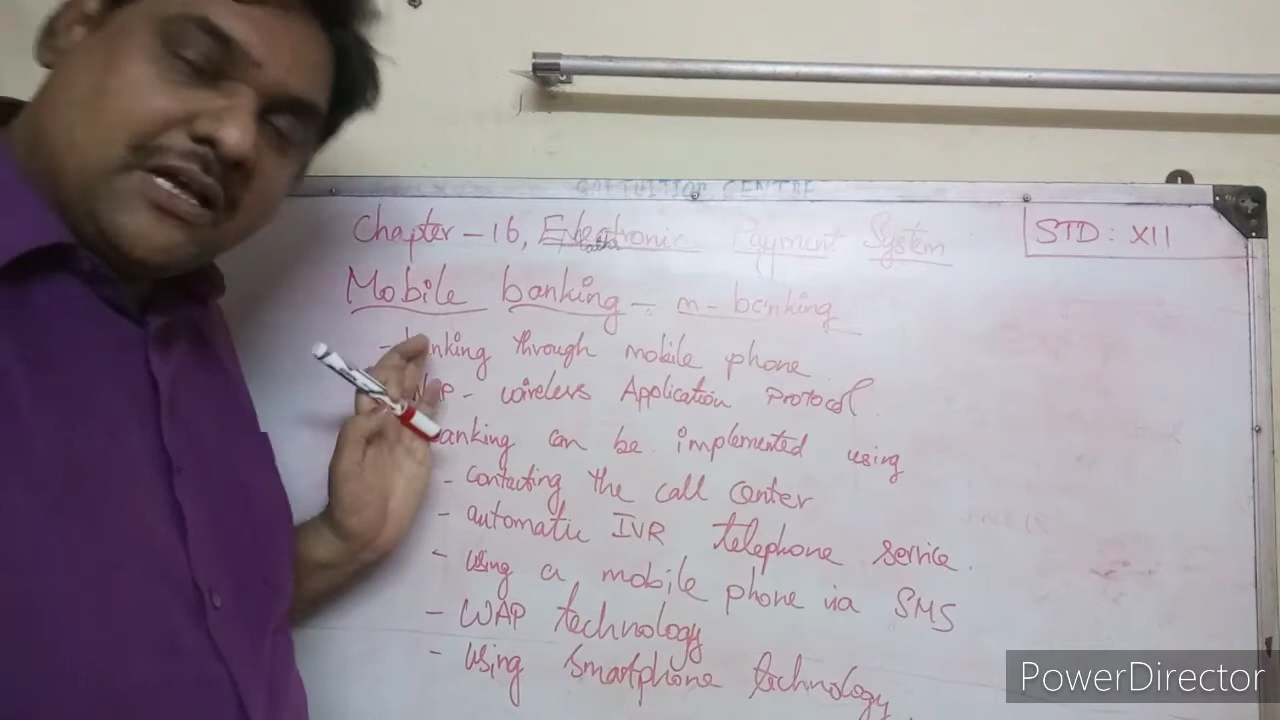 TUITION CENTRE
Chapter - 16, Electronic Payment System
STD : XII
Mobile banking - m-banking
- banking through mobile phone
WAP - wireless Application Protocol
banking can be implemented using
- contacting the call center
- automatic IVR telephone service.
- using a mobile phone via SMS
- WAP technology
- using smartphone technology.
PowerDirector